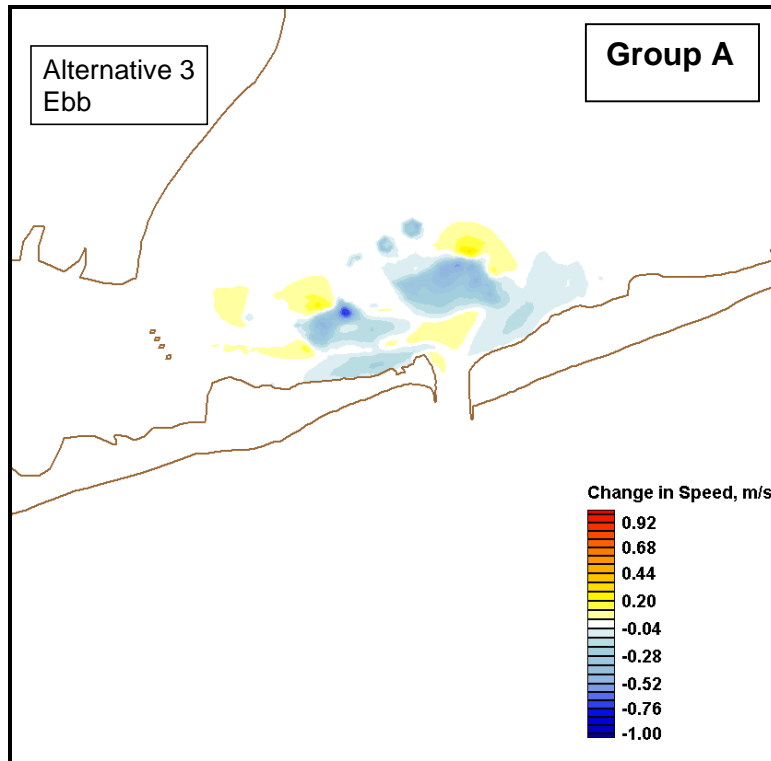 Alternative 3
Ebb
Group A
Change in Speed, m/s
0.92
0.68
0.44
0.20
-0.04
-0.28
-0.52
-0.76
-1.00